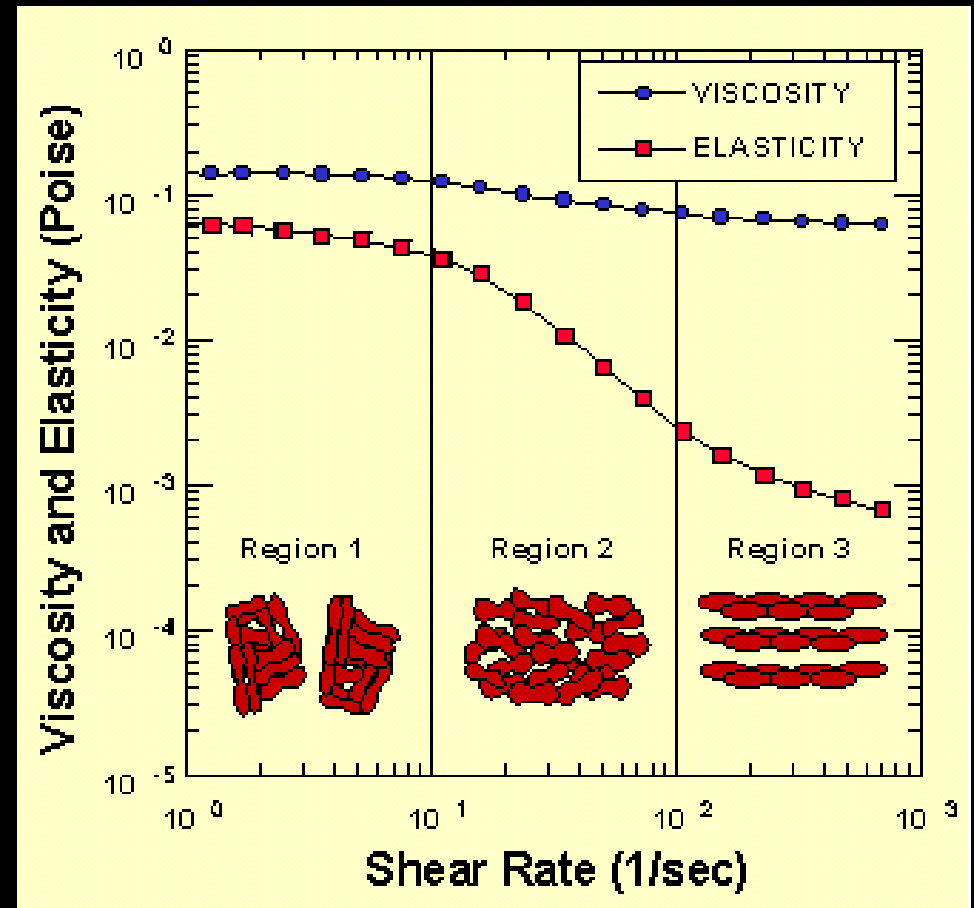 Viscosity and Elasticity (Poise)
10 0
10 -1
10 -2
10 -3
10 -4
10 -5
VISCOSITY
ELASTICITY
Region 1 Region 2 Region 3
10 0 10 1 10 2 10 3
Shear Rate (1/sec)